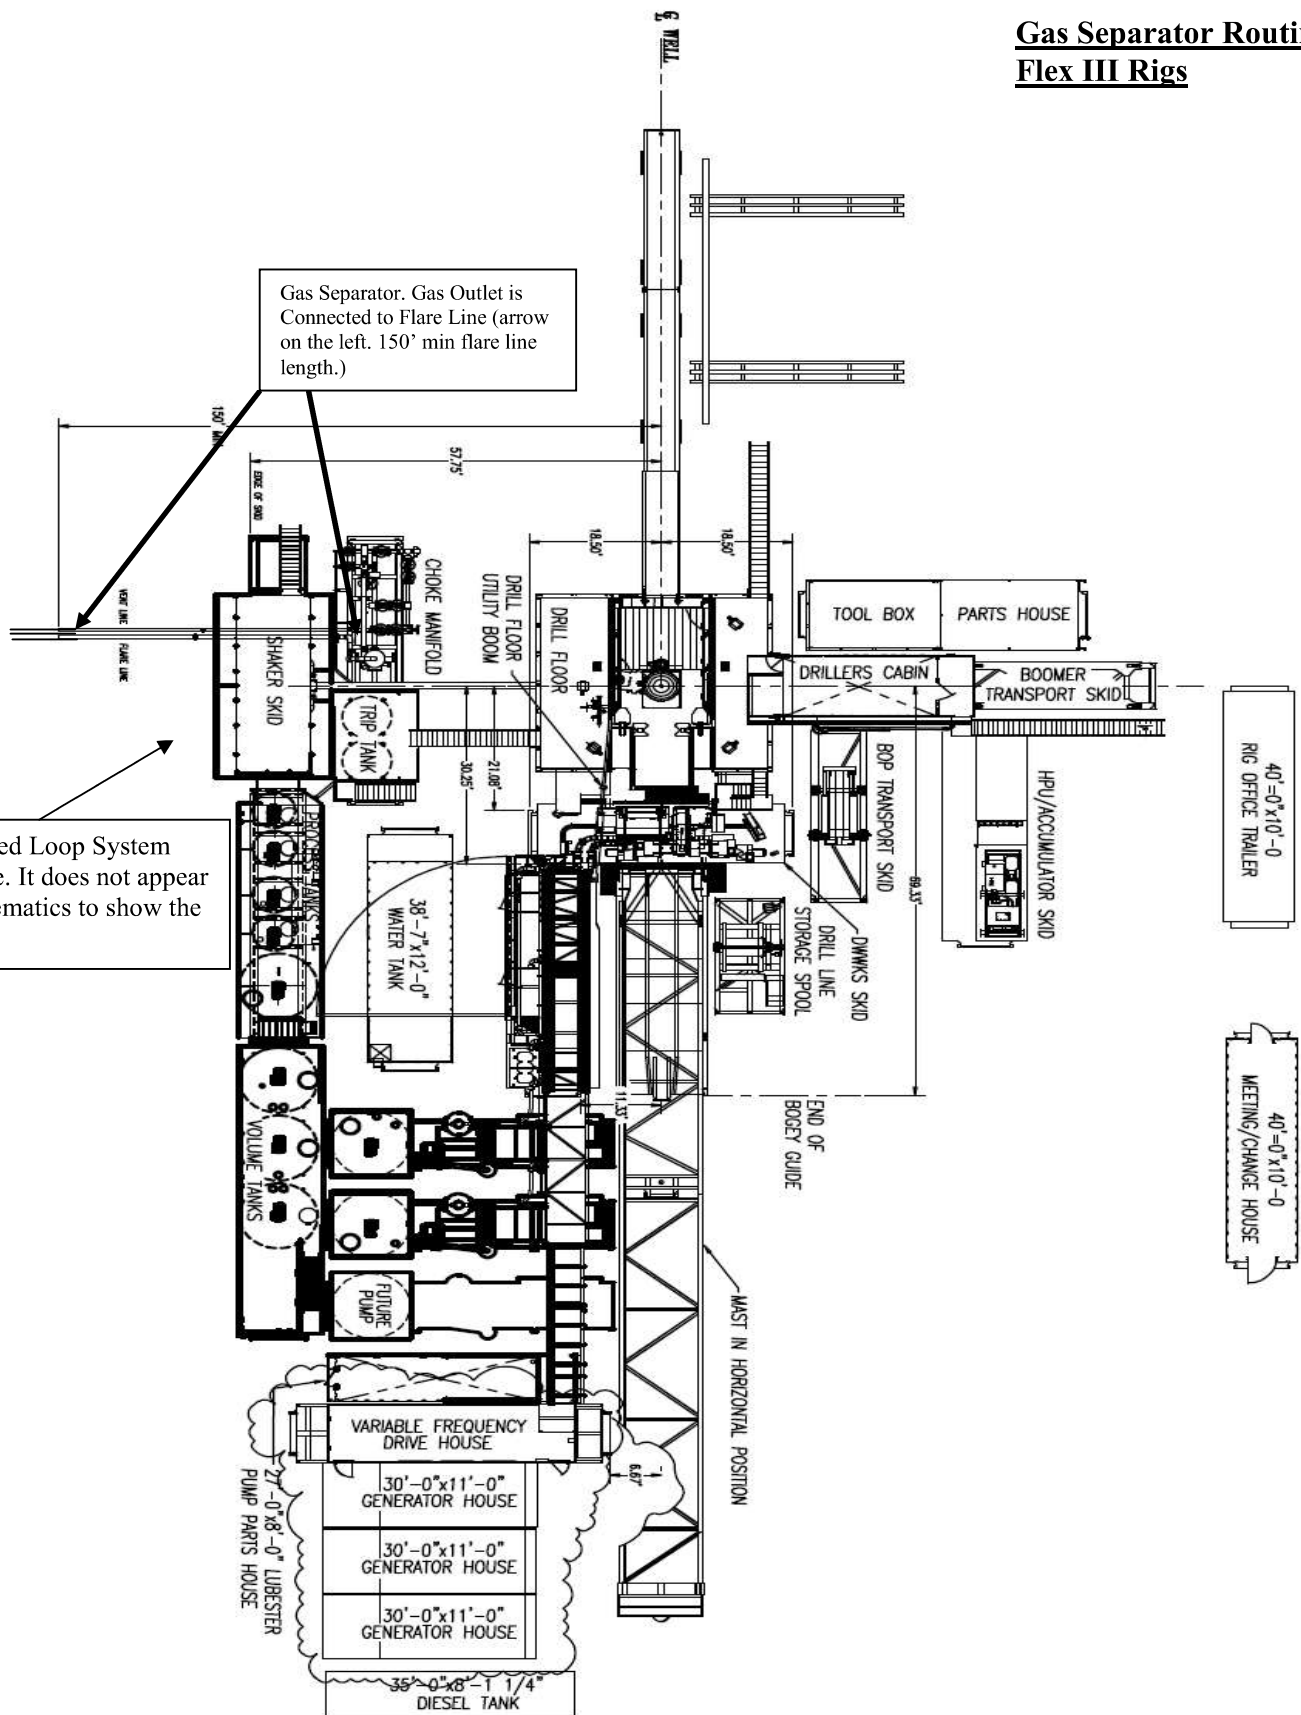 Gas Separator Routin
Flex III Rigs
WELL
Gas Separator. Gas Outlet is
Connected to Flare Line (arrow
on the left. 150' min flare line
length.)
150' MIN
57.75'
EDGE OF SKID
18.50'
18.50'
CHOKE MANIFOLD
DRILL FLOOR
UTILITY BOOM
DRILL FLOOR
TOOL BOX
PARTS HOUSE
DRILLERS CABIN
BOOMER
TRANSPORT SKID
VENT LINE
FLARE LINE
SHAKER SKID
TRIP TANK
30.25'
21.08'
BOP TRANSPORT SKID
HPU/ACCUMULATOR SKID
69.33'
40'=0"x10'-0
RIG OFFICE TRAILER
ed Loop System
e. It does not appear
ematics to show the
PROCESS TANKS
38'-7"x12'-0"
WATER TANK
DWWKS SKID
DRILL LINE
STORAGE SPOOL
11.33'
END OF
BOGEY GUIDE
40'=0"x10'-0
MEETING/CHANGE HOUSE
VOLUME TANKS
FUTURE
PUMP
MAST IN HORIZONTAL POSITION
VARIABLE FREQUENCY
DRIVE HOUSE
6.67'
27'-0"x8'-0" LUBESTER
PUMP PARTS HOUSE
30'-0"x11'-0"
GENERATOR HOUSE
30'-0"x11'-0"
GENERATOR HOUSE
30'-0"x11'-0"
GENERATOR HOUSE
35'-0"x8'-1 1/4"
DIESEL TANK